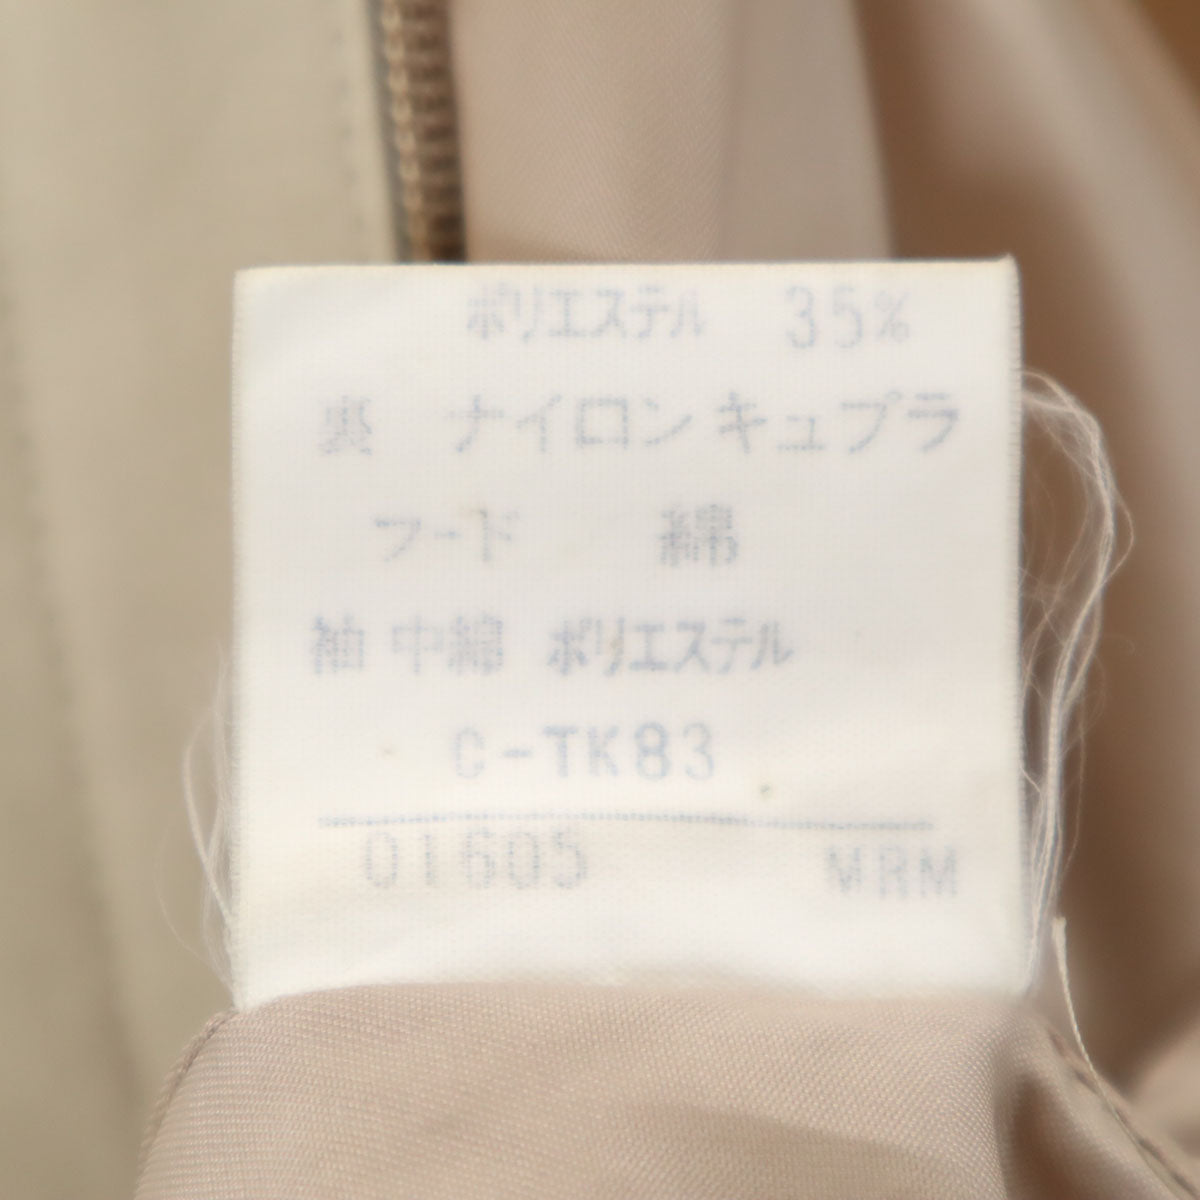 ポリエステル 35%
裏 ナイロン キュプラ
フード 綿
袖 中綿 ポリエステル
C-TK83
01605 MRM